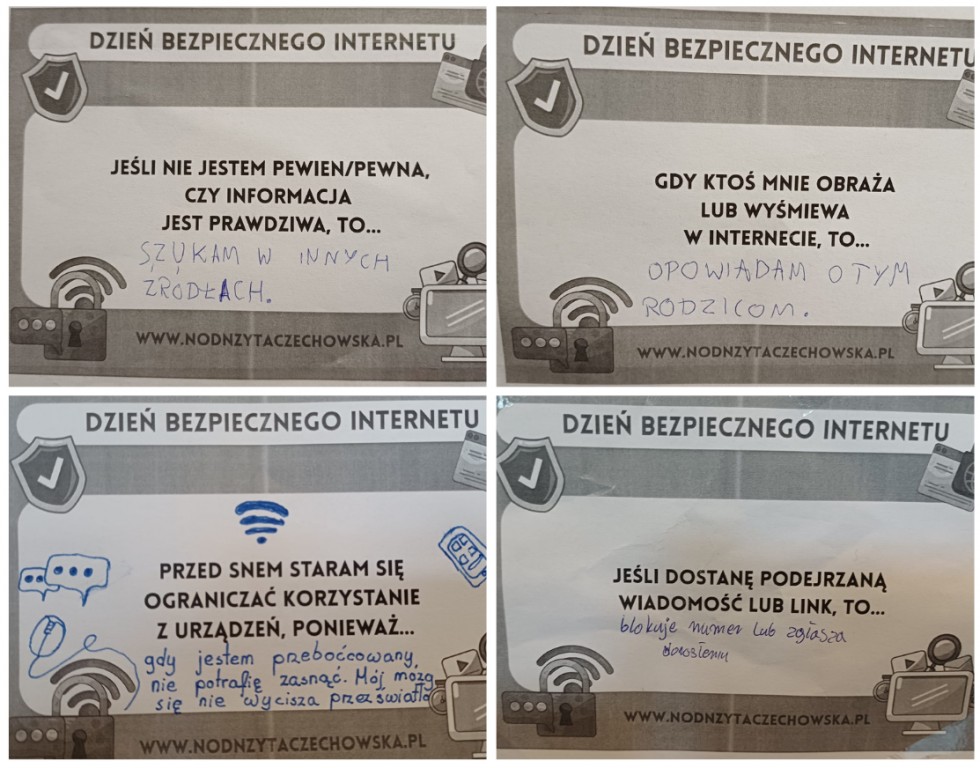 DZIEŃ BEZPIECZNEGO INTERNETU
JEŚLI NIE JESTEM PEWIEN/PEWNA,
CZY INFORMACJA
JEST PRAWDZIWA, TO...
SZUKAM W INNYCH
ŹRÓDŁACH.
WWW.NODNZYTACZECHOWSKA.PL
DZIEŃ BEZPIECZNEGO INTERNETU
GDY KTOŚ MNIE OBRAŻA
LUB WYŚMIEWA
W INTERNECIE, TO...
OPOWIADAM O TYM
RODZICOM.
WWW.NODNZYTACZECHOWSKA.PL
DZIEŃ BEZPIECZNEGO INTERNETU
PRZED SNEM STARAM SIĘ
OGRANICZAĆ KORZYSTANIE
Z URZĄDZEŃ, PONIEWAŻ...
gdy jestem przeboćcowany,
nie potrafię zasnąć. Mój mózg
się nie wycisza przez światło
WWW.NODNZYTACZECHOWSKA.PL
DZIEŃ BEZPIECZNEGO INTERNETU
JEŚLI DOSTANĘ PODEJRZANĄ
WIADOMOŚĆ LUB LINK, TO...
blokuje numer lub zgłasza
WWW.NODNZYTACZECHOWSKA.PL